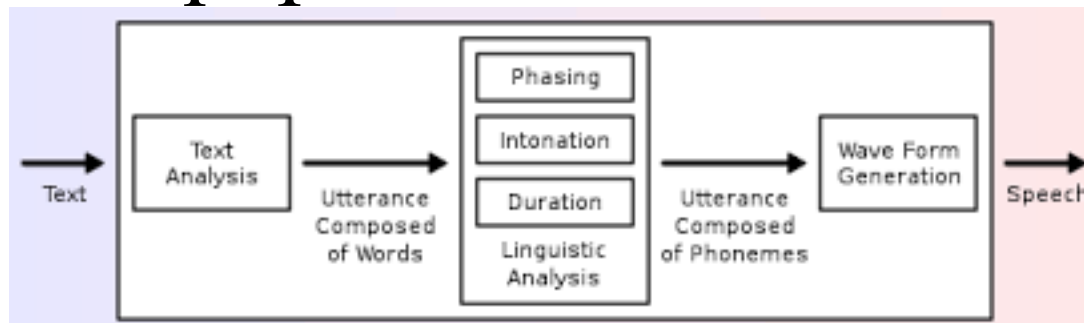 Text
Text
Analysis
Utterance
Composed
of Words
Phasing
Intonation
Duration
Linguistic
Analysis
Utterance
Composed
of Phonemes
Wave Form
Generation
Speech